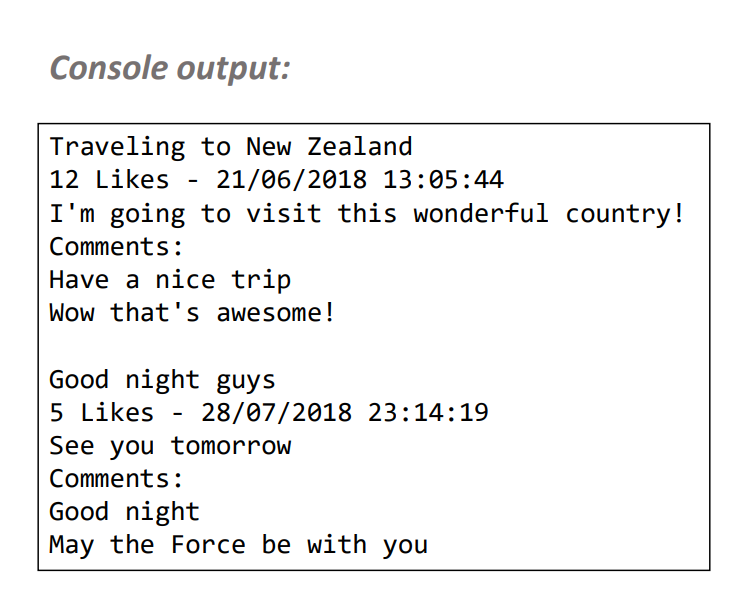 Console output:
Traveling to New Zealand
12 Likes - 21/06/2018 13:05:44
I'm going to visit this wonderful country!
Comments:
Have a nice trip
Wow that's awesome!
Good night guys
5 Likes - 28/07/2018 23:14:19
See you tomorrow
Comments:
Good night
May the Force be with you